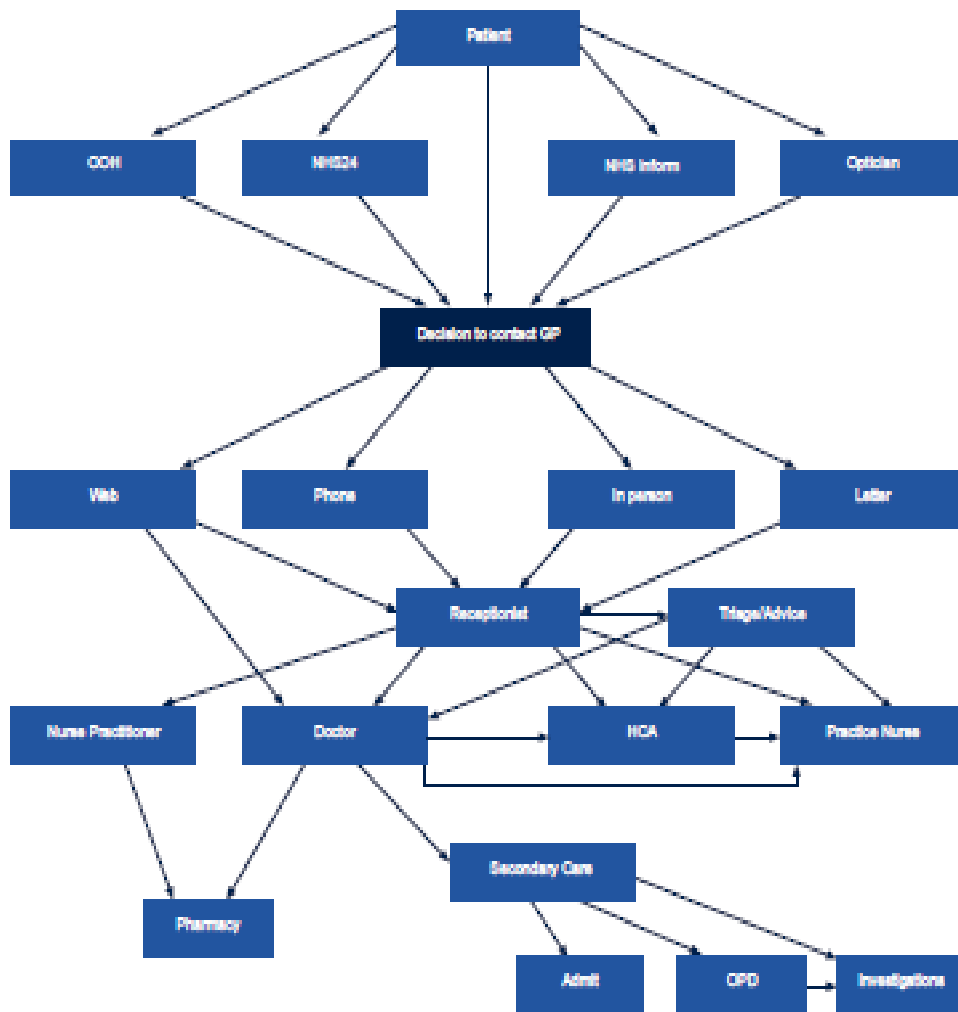 Patient
OOH
NHS24
NHS Inform
Optician
Decision to contact GP
Web
Phone
In person
Letter
Receptionist
Triage/Advice
Nurse Practitioner
Doctor
HCA
Practice Nurse
Secondary Care
Pharmacy
Admit
OPD
Investigations